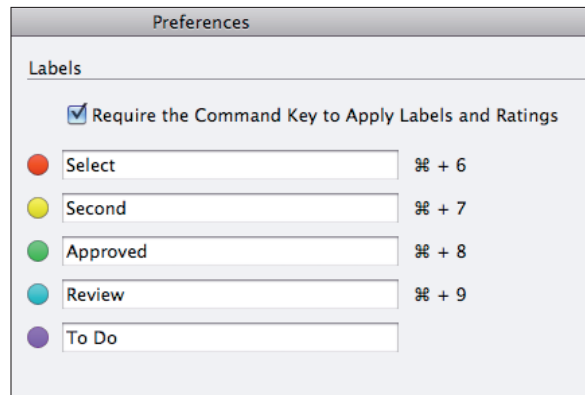 Preferences
Labels
Require the Command Key to Apply Labels and Ratings
Select ⌘ + 6
Second ⌘ + 7
Approved ⌘ + 8
Review ⌘ + 9
To Do